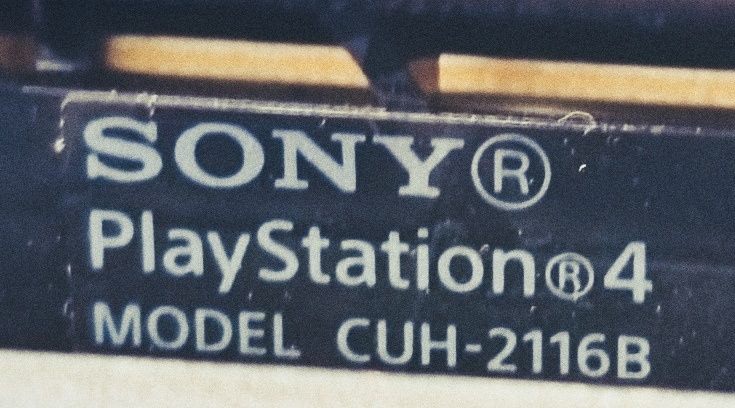 SONY®
PlayStation®4
MODEL CUH-2116B